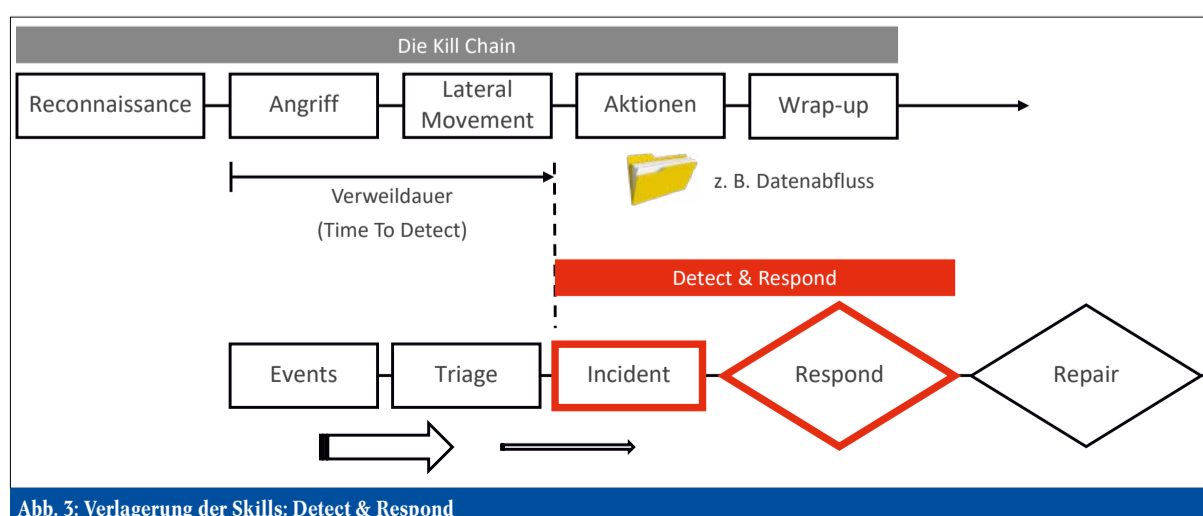 Die Kill Chain
Reconnaissance
Angriff
Lateral
Movement
Aktionen
Wrap-up
z. B. Datenabfluss
Verweildauer
(Time To Detect)
Detect & Respond
Events
Triage
Incident
Respond
Repair
Abb. 3: Verlagerung der Skills: Detect & Respond